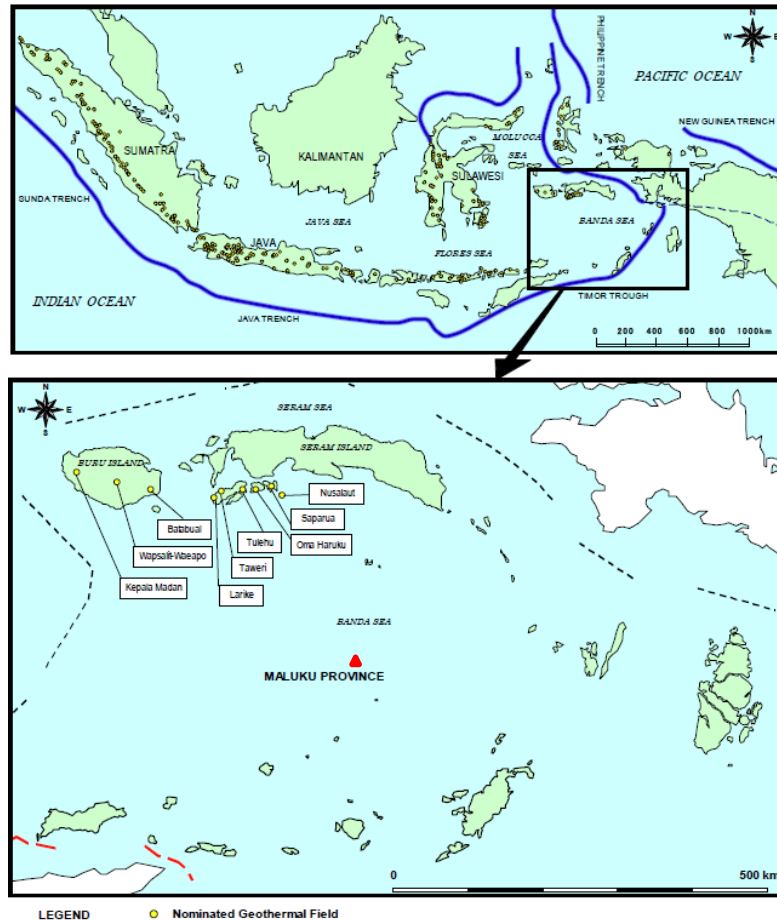 N
W E
S
PACIFIC OCEAN
PHILIPPINE TRENCH
NEW GUINEA TRENCH
MOLUCCA
SEA
SUMATRA
KALIMANTAN
SULAWESI
SUNDA TRENCH
JAVA SEA
BANDA SEA
JAVA
FLORES SEA
INDIAN OCEAN
TIMOR TROUGH
JAVA TRENCH
0 200 400 600 1000km
N
W E
S
SERAM SEA
SERAM ISLAND
BURU ISLAND
Nusalaut
Saparua
Batabual
Tulehu
Oma Haruku
Wapsalit-Waeapo
Taweri
Kepala Madan
Larike
BANDA SEA
MALUKU PROVINCE
0 500 km
LEGEND Nominated Geothermal Field